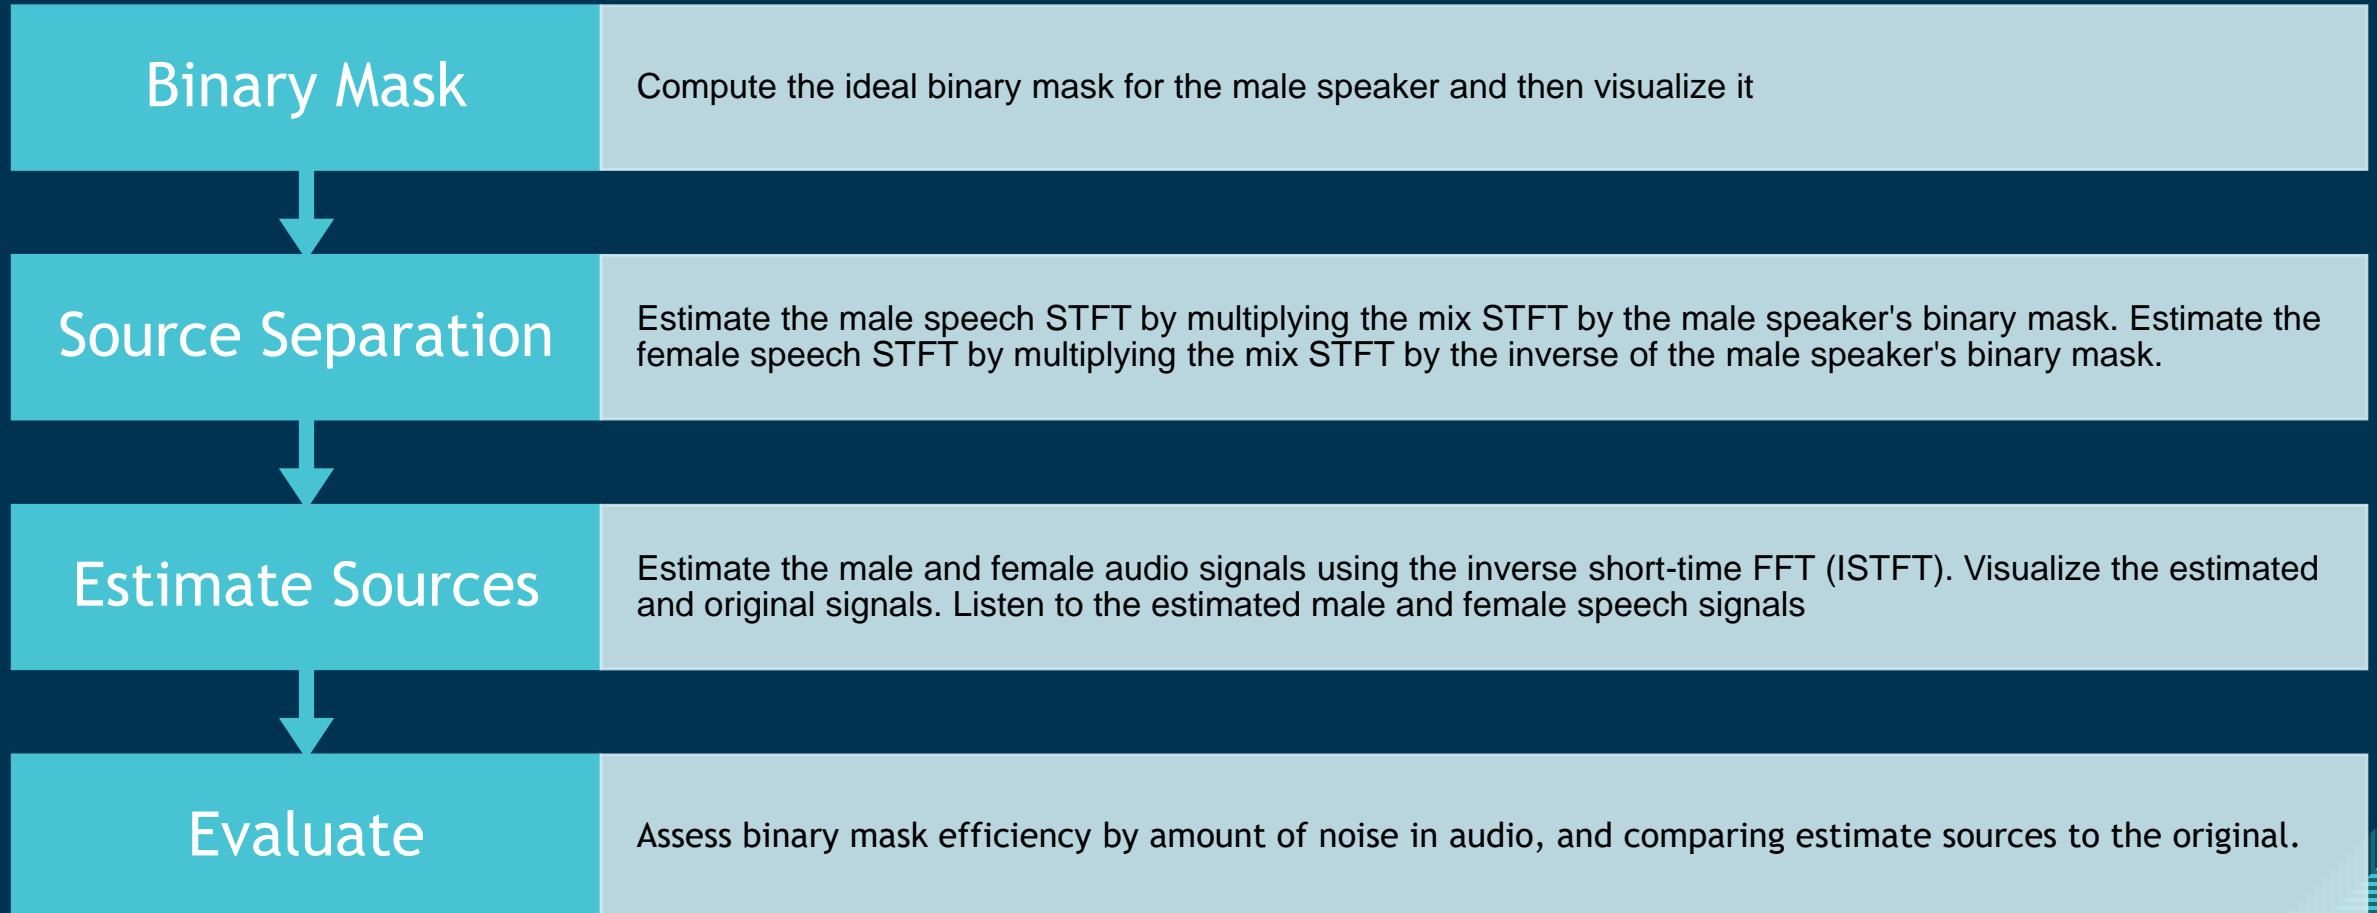 Binary Mask
Compute the ideal binary mask for the male speaker and then visualize it
Source Separation
Estimate the male speech STFT by multiplying the mix STFT by the male speaker's binary mask. Estimate the
female speech STFT by multiplying the mix STFT by the inverse of the male speaker's binary mask.
Estimate Sources
Estimate the male and female audio signals using the inverse short-time FFT (ISTFT). Visualize the estimated
and original signals. Listen to the estimated male and female speech signals
Evaluate
Assess binary mask efficiency by amount of noise in audio, and comparing estimate sources to the original.